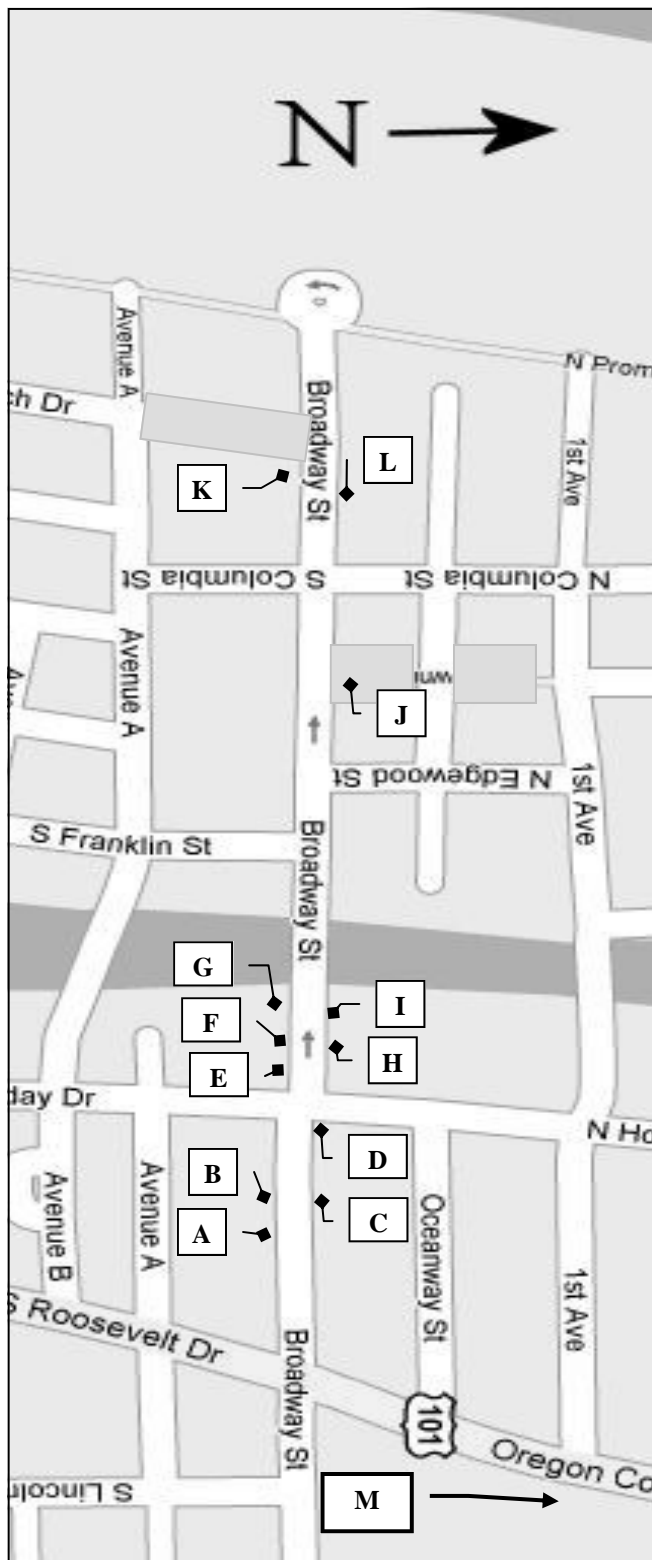 N
Avenue A
Broadway St
N Prom
ch Dr
1st Ave
L
K
S Columbia St
N Columbia St
Avenue A
J
wni
N Edgewood St
1st Ave
S Franklin St
Broadway St
G
I
F
H
E
day Dr
N Ho
D
B
C
A
Avenue B
Avenue A
Oceanway St
1st Ave
S Roosevelt Dr
Broadway St
101
Oregon Co
S Lincoln
M